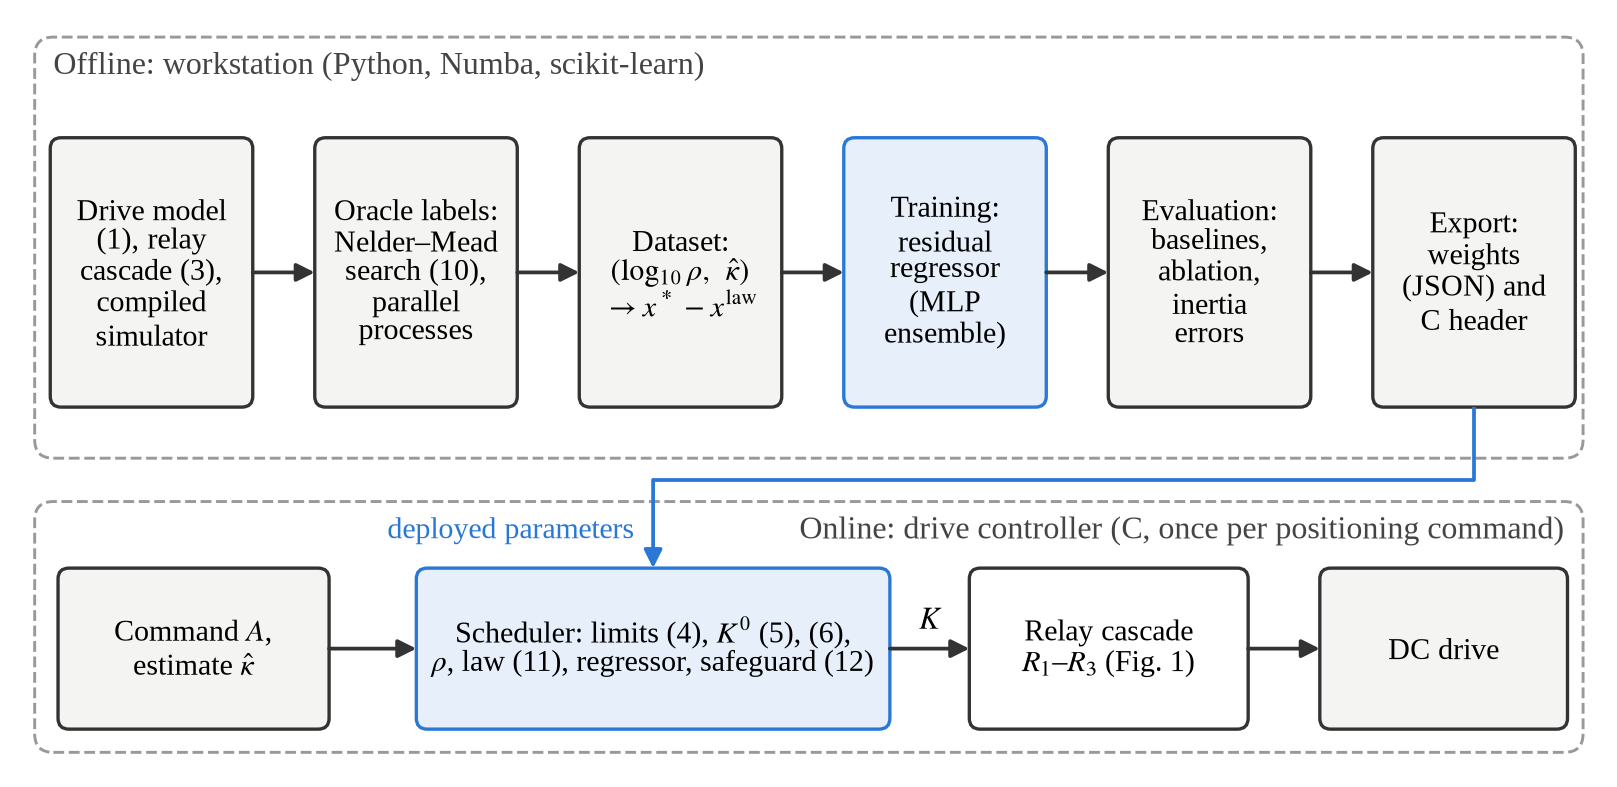 Offline: workstation (Python, Numba, scikit-learn)
Drive model
(1), relay
cascade (3),
compiled
simulator
Oracle labels:
Nelder–Mead
search (10),
parallel
processes
Dataset:
(log₁₀ ρ, κ̂)
→ x* − x^law
Training:
residual
regressor
(MLP
ensemble)
Evaluation:
baselines,
ablation,
inertia
errors
Export:
weights
(JSON) and
C header
deployed parameters
Online: drive controller (C, once per positioning command)
Command A,
estimate κ̂
Scheduler: limits (4), K⁰ (5), (6),
ρ, law (11), regressor, safeguard (12)
K
Relay cascade
R₁–R₃ (Fig. 1)
DC drive